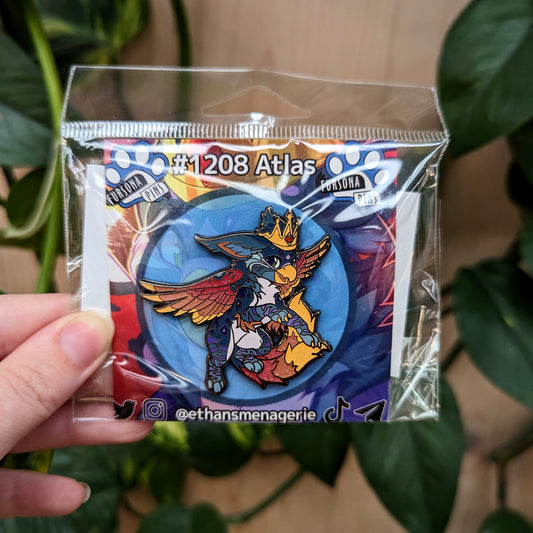 #1208 Atlas
FURSONA
PINS
FURSONA
PINS
@ethansmenagerie